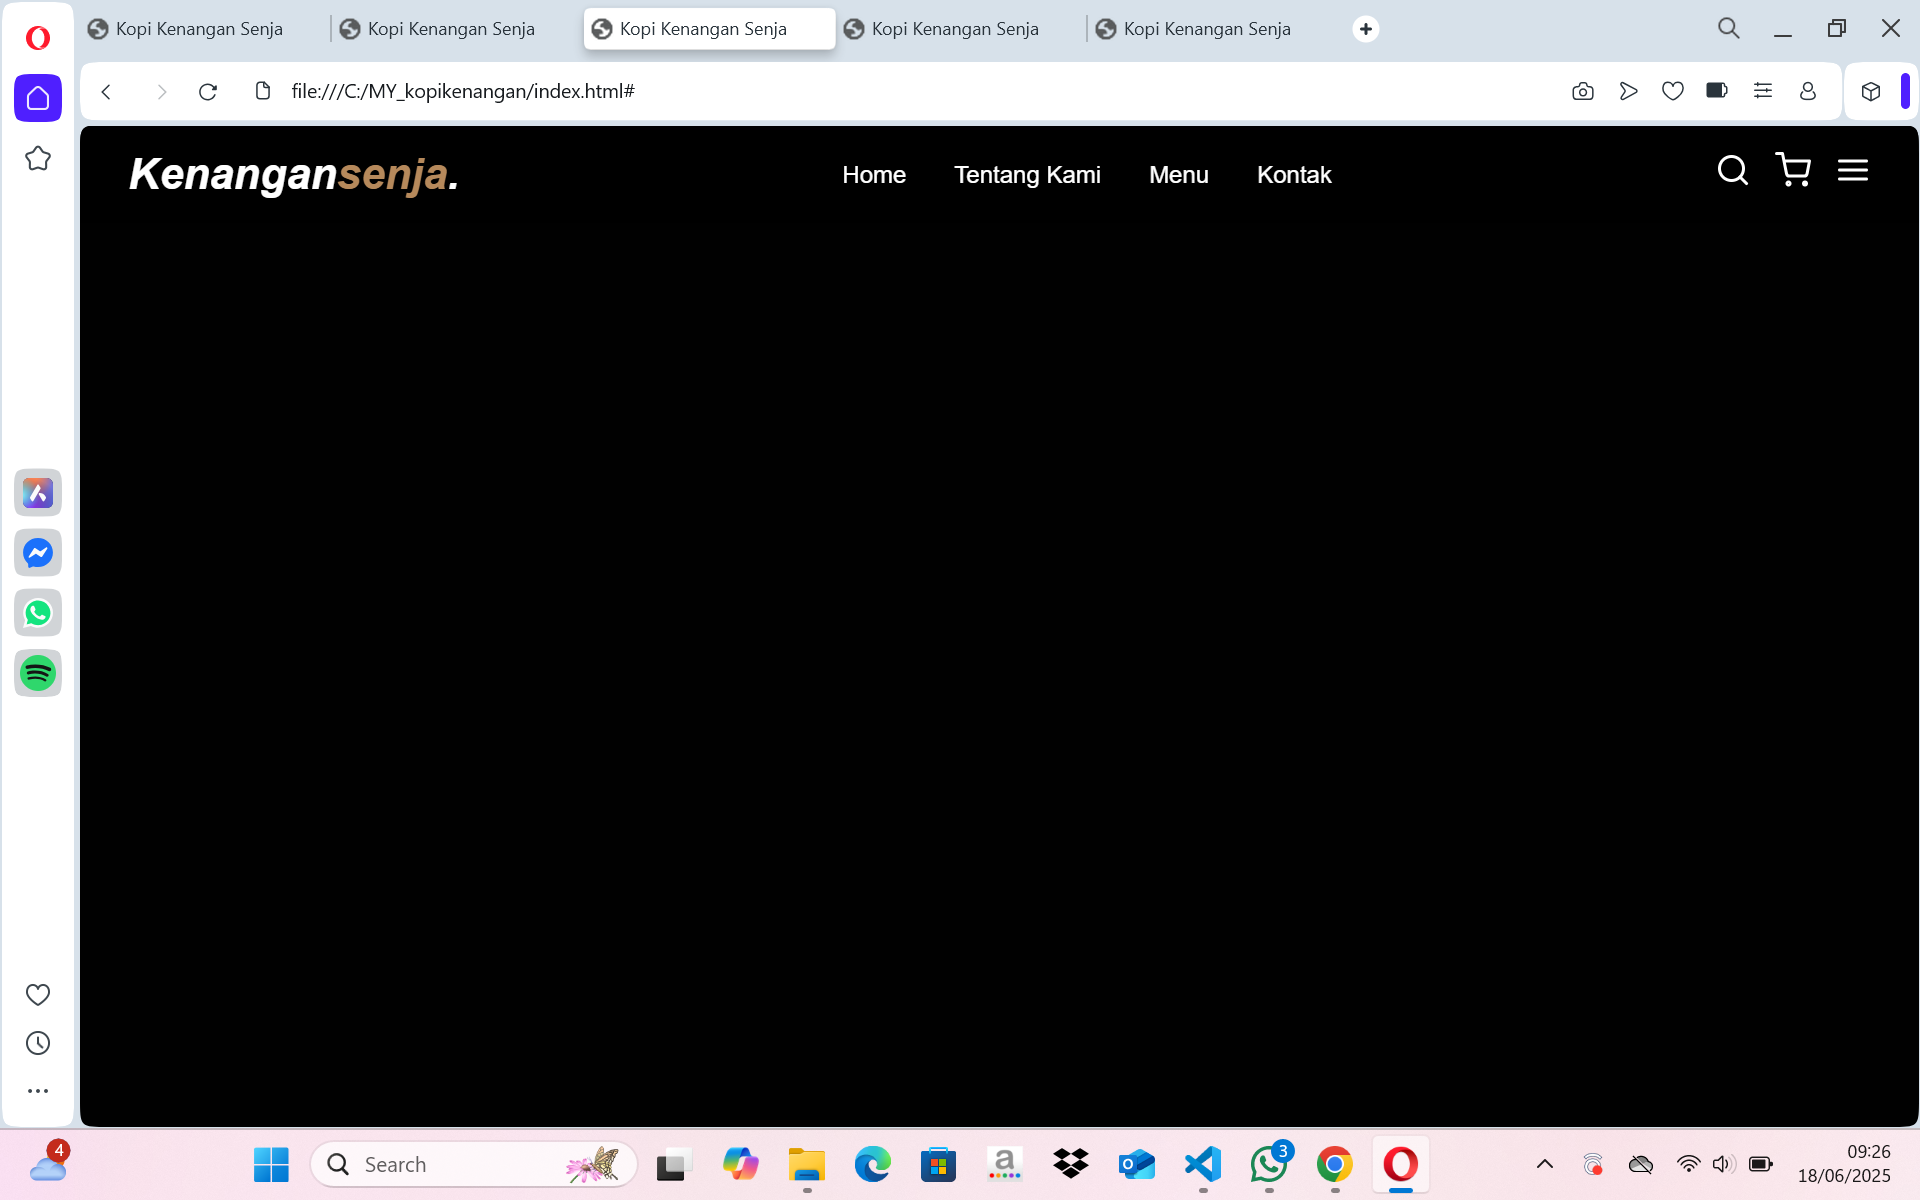 Kopi Kenangan Senja
Kopi Kenangan Senja
Kopi Kenangan Senja
Kopi Kenangan Senja
Kopi Kenangan Senja
file:///C:/MY_kopikenangan/index.html#
Kenangansenja.
Home
Tentang Kami
Menu
Kontak
4
Search
a
3
09:26
18/06/2025